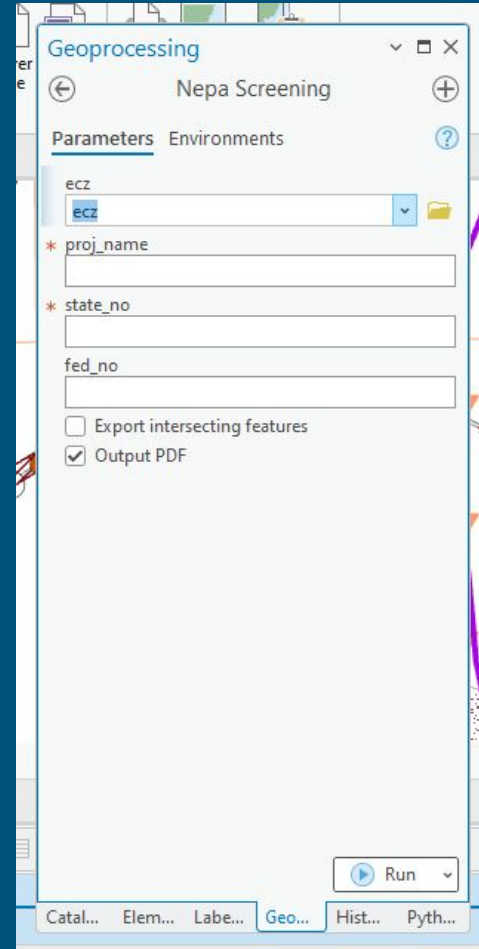 er
e
Geoprocessing
Nepa Screening
Parameters Environments
ecz
ecz
* proj_name
* state_no
fed_no
Export intersecting features
Output PDF
Run
Catal... Elem... Labe... Geo... Hist... Pyth...